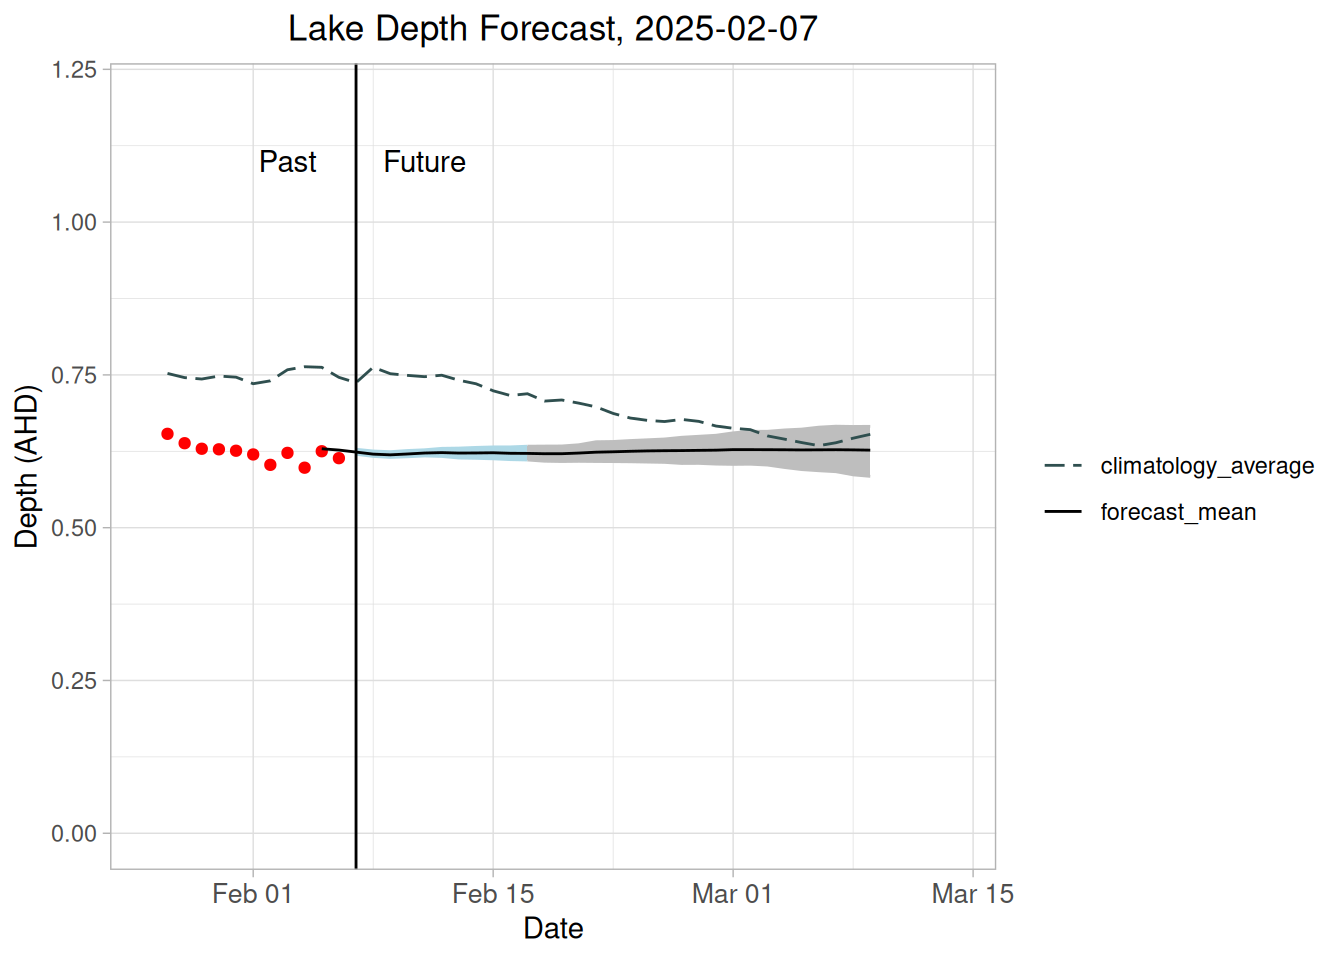 Lake Depth Forecast, 2025-02-07
1.25
Past
Future
1.00
0.75
0.50
0.25
0.00
Depth (AHD)
climatology_average
forecast_mean
Feb 01
Feb 15
Mar 01
Mar 15
Date